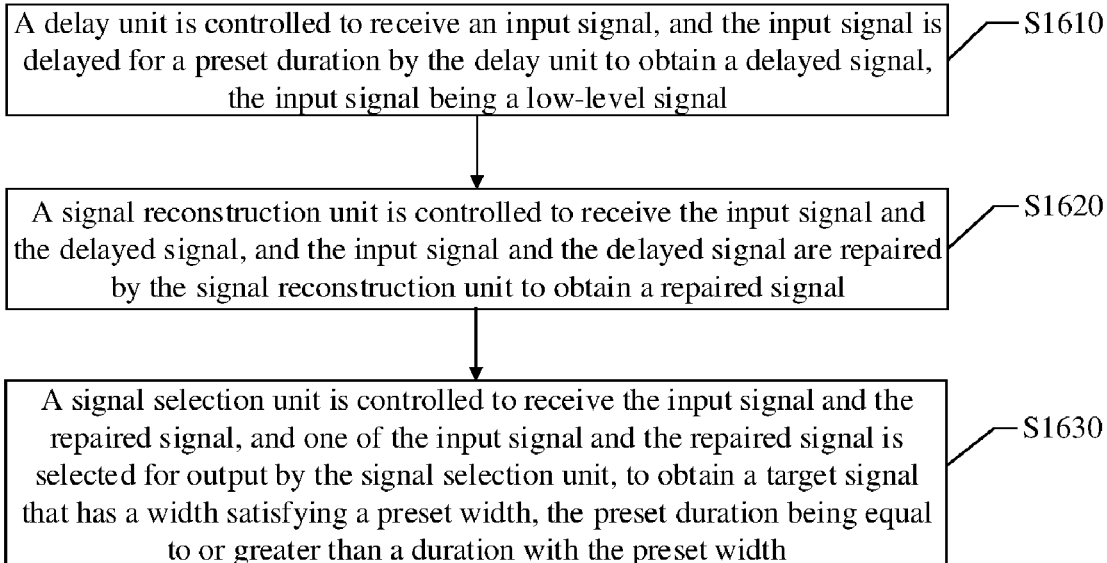 A delay unit is controlled to receive an input signal, and the input signal is
delayed for a preset duration by the delay unit to obtain a delayed signal,
the input signal being a low-level signal
S1610
A signal reconstruction unit is controlled to receive the input signal and
the delayed signal, and the input signal and the delayed signal are repaired
by the signal reconstruction unit to obtain a repaired signal
S1620
A signal selection unit is controlled to receive the input signal and the
repaired signal, and one of the input signal and the repaired signal is
selected for output by the signal selection unit, to obtain a target signal
that has a width satisfying a preset width, the preset duration being equal
to or greater than a duration with the preset width
S1630